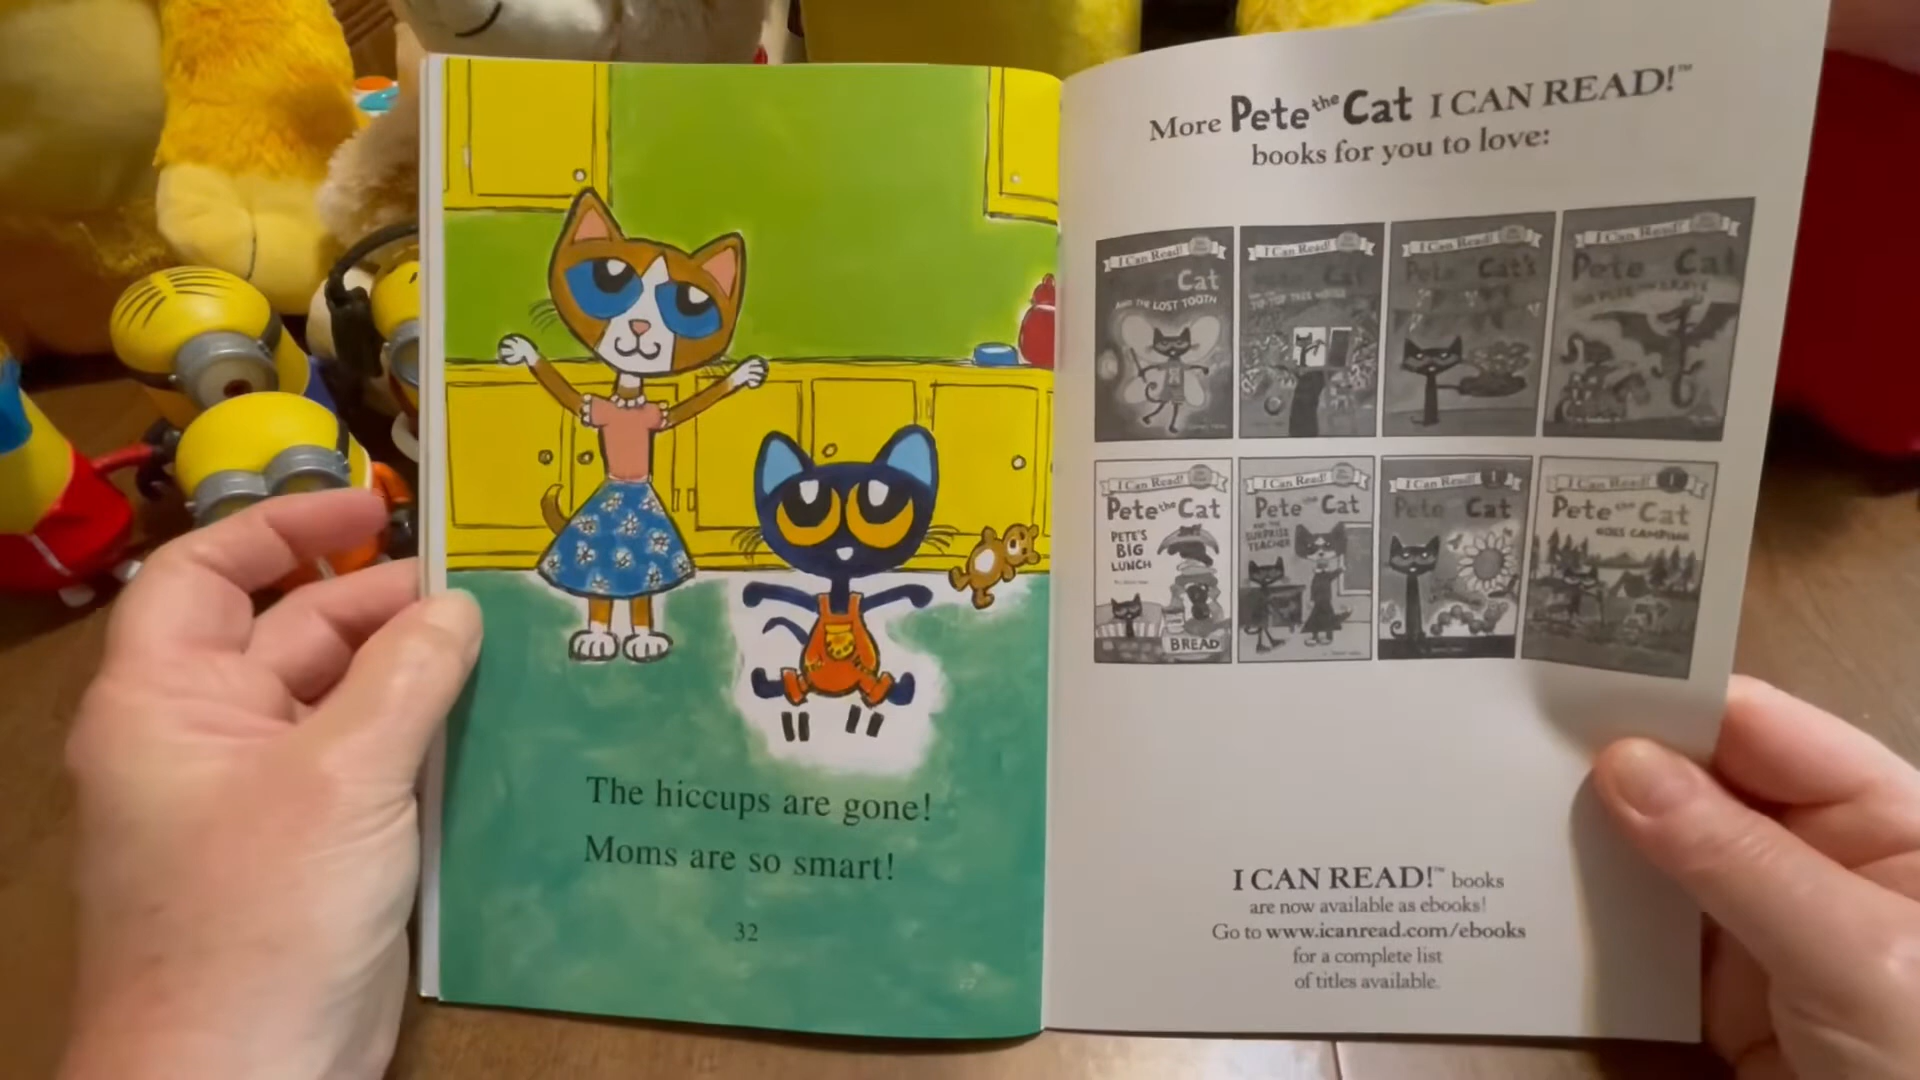 The hiccups are gone!
Moms are so smart!
32
More Pete the Cat I CAN READ!™
books for you to love:
I Can Read!
Cat
AND THE LOST TOOTH
I Can Read!
Cat
TREE HOUSE
I Can Read!
Pete Cat's
I Can Read!
Pete Cat
I Can Read!
Pete the Cat
PETE'S
BIG
LUNCH
BREAD
I Can Read!
Pete the Cat
AND THE
SURPRISE
TEACHER
I Can Read! 1
Pete Cat
I Can Read! 1
Pete the Cat
GOES CAMPING
I CAN READ!™ books
are now available as ebooks!
Go to www.icanread.com/ebooks
for a complete list
of titles available.